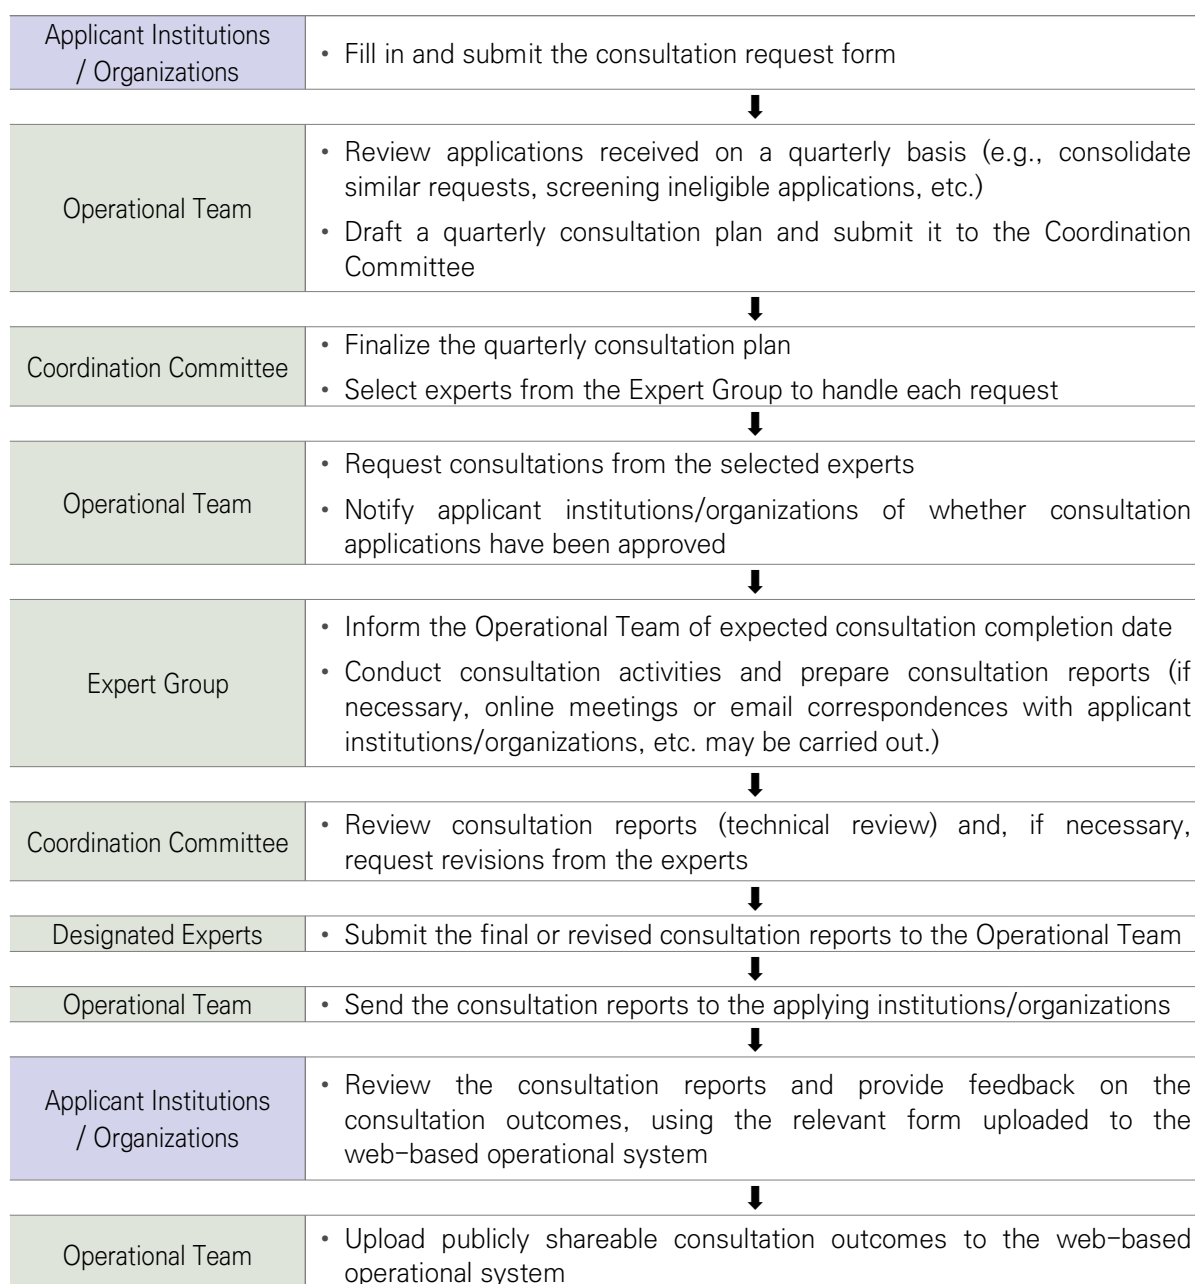 Applicant Institutions
/ Organizations
• Fill in and submit the consultation request form
Operational Team
• Review applications received on a quarterly basis (e.g., consolidate
similar requests, screening ineligible applications, etc.)
• Draft a quarterly consultation plan and submit it to the Coordination
Committee
Coordination Committee
• Finalize the quarterly consultation plan
• Select experts from the Expert Group to handle each request
Operational Team
• Request consultations from the selected experts
• Notify applicant institutions/organizations of whether consultation
applications have been approved
Expert Group
• Inform the Operational Team of expected consultation completion date
• Conduct consultation activities and prepare consultation reports (if
necessary, online meetings or email correspondences with applicant
institutions/organizations, etc. may be carried out.)
Coordination Committee
• Review consultation reports (technical review) and, if necessary,
request revisions from the experts
Designated Experts
• Submit the final or revised consultation reports to the Operational Team
Operational Team
• Send the consultation reports to the applying institutions/organizations
Applicant Institutions
/ Organizations
• Review the consultation reports and provide feedback on the
consultation outcomes, using the relevant form uploaded to the
web-based operational system
Operational Team
• Upload publicly shareable consultation outcomes to the web-based
operational system